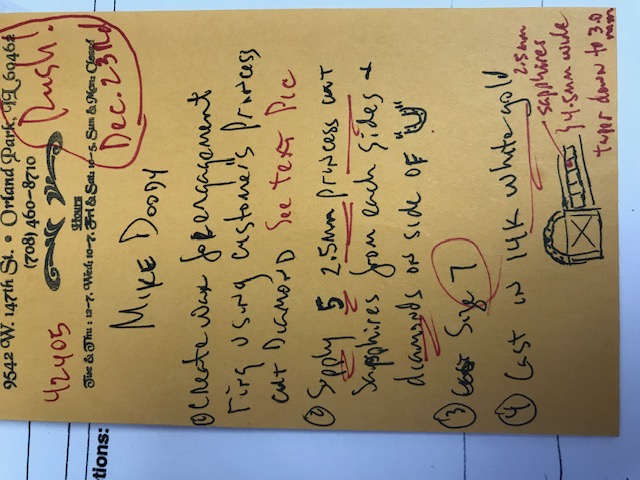 tions:
9542 W. 147th St. • Orland Park, IL 60462
(708) 460-8710
42405
Rush!
Dec. 23rd
Hours
Tue & Thu: 12-7, Wed: 10-7, Fri & Sat: 10-5, Sun & Mon: Closed
MIKE DOODY
① Create wax for engagement
ring using customer's princess
cut Diamond See text Pic
② Supply 5 2.5mm princess cut
Sapphires from each sides +
diamonds on side of "U"
③ Size 7
④ Cast in 14K white gold
2.5mm
sapphires
4.5mm wide
taper down to 3.0
mm